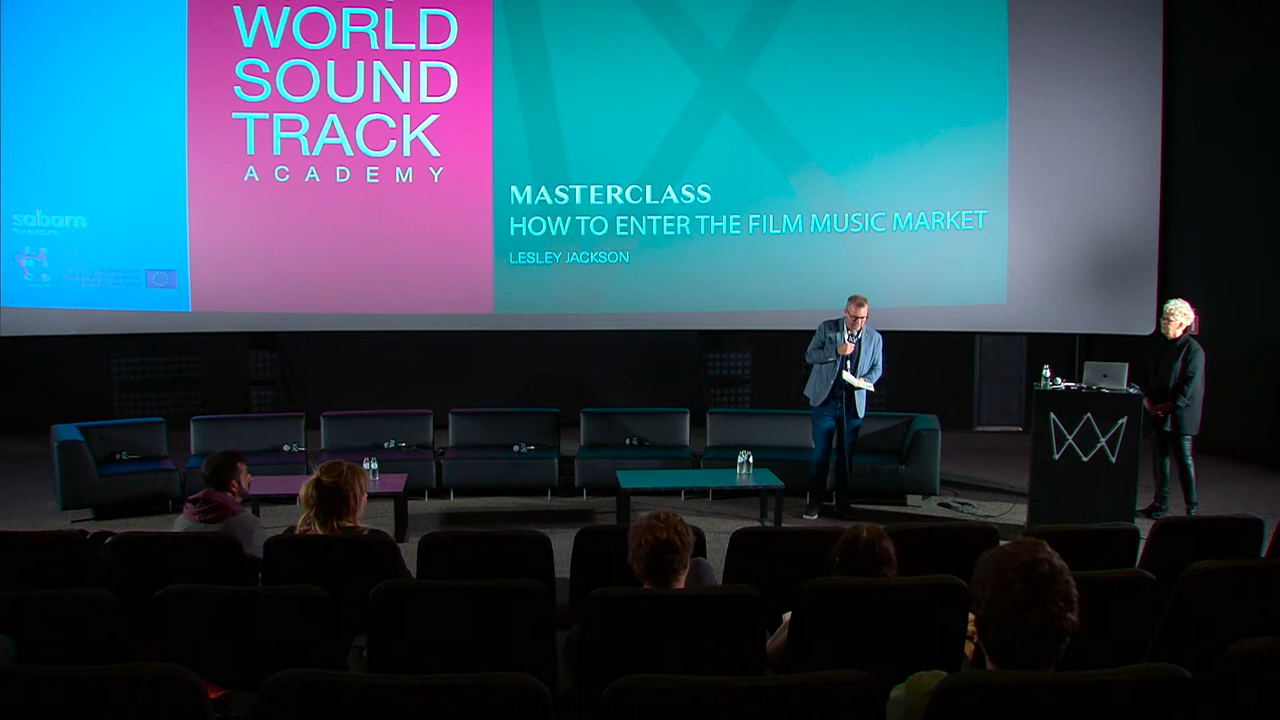 WORLD
SOUND
TRACK
ACADEMY
MASTERCLASS
HOW TO ENTER THE FILM MUSIC MARKET
LESLEY JACKSON
sabam